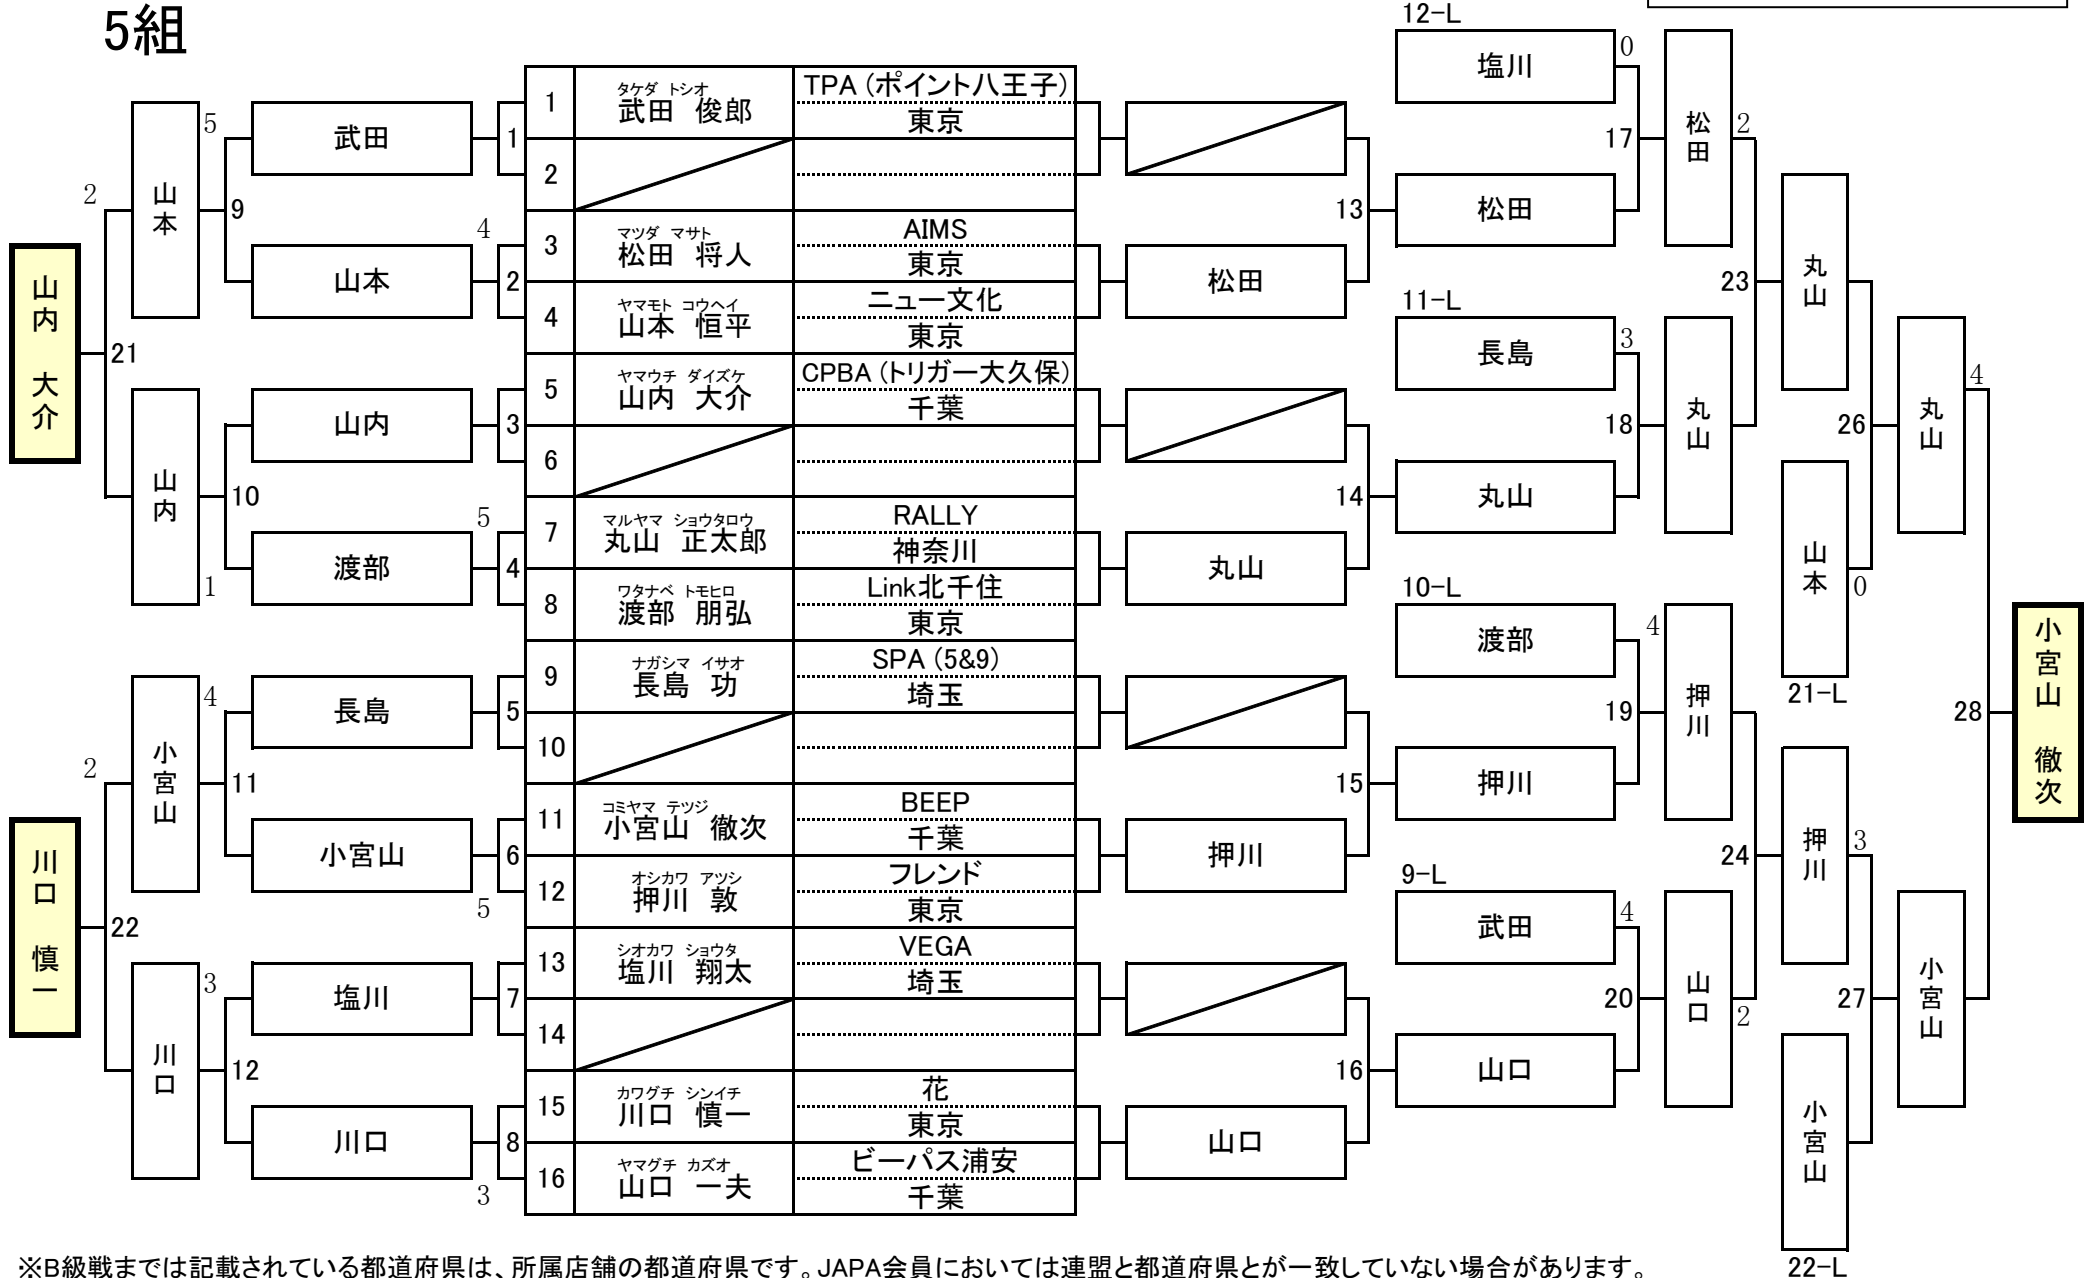 5組
1
タケダ トシオ
武田 俊郎
TPA (ポイント八王子)
東京
2
3
マツダ マサト
松田 将人
AIMS
東京
4
ヤマモト コウヘイ
山本 恒平
ニュー文化
東京
5
ヤマウチ ダイズケ
山内 大介
CPBA (トリガー大久保)
千葉
6
7
マルヤマ ショウタロウ
丸山 正太郎
RALLY
神奈川
8
ワタナベ トモヒロ
渡部 朋弘
Link北千住
東京
9
ナガシマ イサオ
長島 功
SPA (5&9)
埼玉
10
11
コミヤマ テツジ
小宮山 徹次
BEEP
千葉
12
オシカワ アツシ
押川 敦
フレンド
東京
13
シオカワ ショウタ
塩川 翔太
VEGA
埼玉
14
15
カワグチ シンイチ
川口 慎一
花
東京
16
ヤマグチ カズオ
山口 一夫
ビーパス浦安
千葉
武田
1
山本
4
2
山内
3
渡部
5
4
長島
5
小宮山
6
5
塩川
7
川口
8
3
山本
5
9
山内
10
1
小宮山
4
11
川口
3
12
2
21
山内 大介
2
22
川口 慎一
松田
13
丸山
14
押川
15
山口
16
12-L
塩川
0
17
松田
11-L
長島
3
18
丸山
10-L
渡部
4
19
押川
9-L
武田
4
20
山口
松田
2
23
丸山
押川
24
山口
2
丸山
26
山本
0
21-L
押川
3
27
小宮山
22-L
丸山
4
28
小宮山
小宮山 徹次
※B級戦までは記載されている都道府県は、所属店舗の都道府県です。JAPA会員においては連盟と都道府県とが一致していない場合があります。